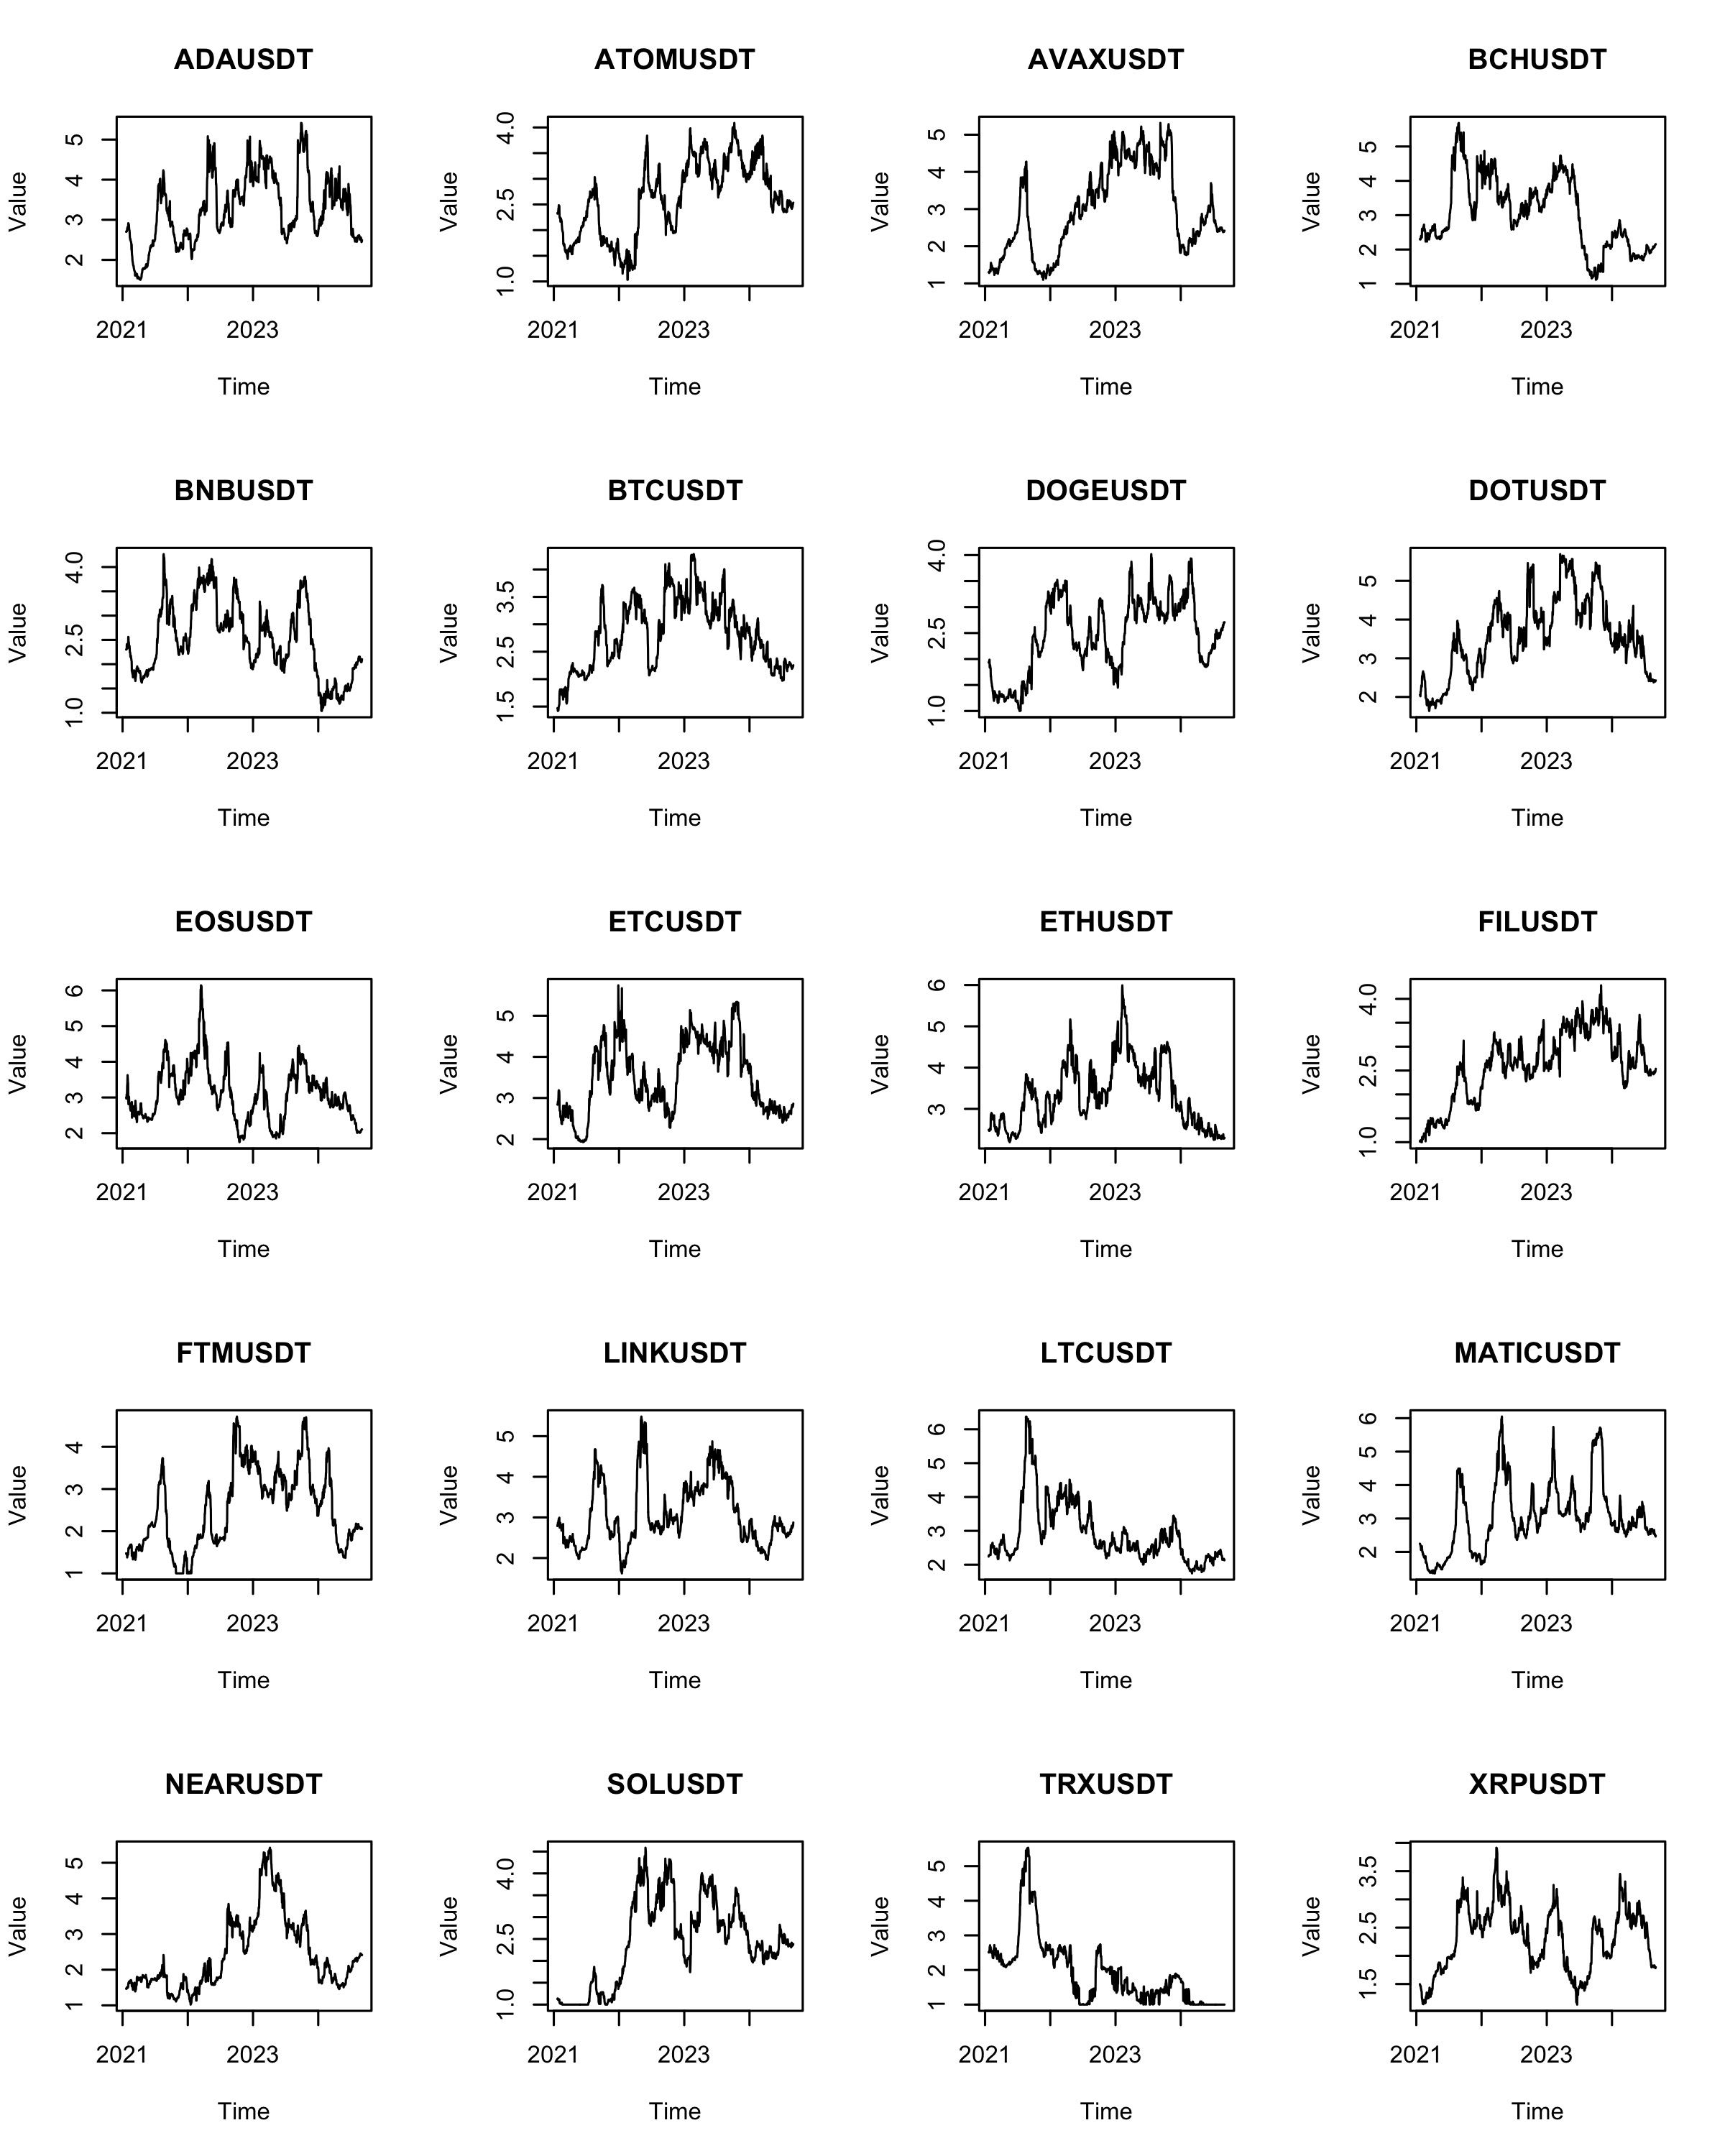 ADAUSDT ATOMUSDT AVAXUSDT BCHUSDT
Value 2 3 4 5 Value 1.0 2.5 4.0 Value 1 2 3 4 5 Value 1 2 3 4 5
2021 2023 2021 2023 2021 2023 2021 2023
Time Time Time Time
BNBUSDT BTCUSDT DOGEUSDT DOTUSDT
Value 1.0 2.5 4.0 Value 1.5 2.5 3.5 Value 1.0 2.5 4.0 Value 2 3 4 5
2021 2023 2021 2023 2021 2023 2021 2023
Time Time Time Time
EOSUSDT ETCUSDT ETHUSDT FILUSDT
Value 2 3 4 5 6 Value 2 3 4 5 Value 3 4 5 6 Value 1.0 2.5 4.0
2021 2023 2021 2023 2021 2023 2021 2023
Time Time Time Time
FTMUSDT LINKUSDT LTCUSDT MATICUSDT
Value 1 2 3 4 Value 2 3 4 5 Value 2 3 4 5 6 Value 2 3 4 5 6
2021 2023 2021 2023 2021 2023 2021 2023
Time Time Time Time
NEARUSDT SOLUSDT TRXUSDT XRPUSDT
Value 1 2 3 4 5 Value 1.0 2.5 4.0 Value 1 2 3 4 5 Value 1.5 2.5 3.5
2021 2023 2021 2023 2021 2023 2021 2023
Time Time Time Time